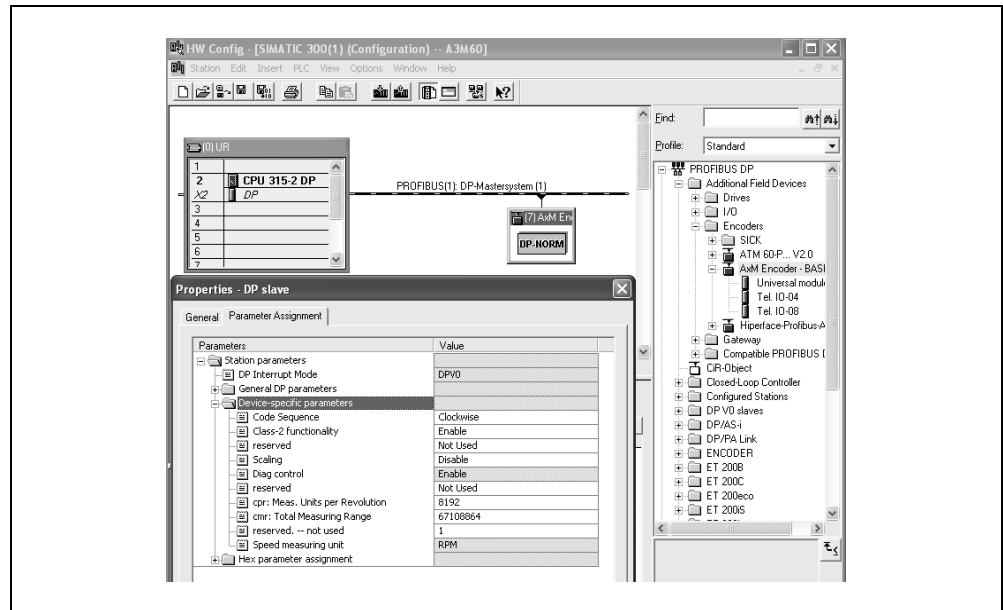 HW Config - [SIMATIC 300(1) (Configuration) -- A3M60]
Station Edit Insert PLC View Options Window Help
(0) UR
1
2 CPU 315-2 DP
X2 DP
3
4
5
6
7
PROFIBUS(1): DP-Mastersystem (1)
(7) AxM En
DP-NORM
Find:
Profile: Standard
PROFIBUS DP
Additional Field Devices
Drives
I/O
Encoders
SICK
ATM 60-P... V2.0
AxM Encoder - BASI
Universal modul
Tel. IO-04
Tel. IO-08
Hiperface-Profibus-A
Gateway
Compatible PROFIBUS D
CiR-Object
Closed-Loop Controller
Configured Stations
DP V0 slaves
DP/AS-i
DP/PA Link
ENCODER
ET 200B
ET 200C
ET 200eco
ET 200iS
Properties - DP slave
General Parameter Assignment
Parameters Value
Station parameters
DP Interrupt Mode DPV0
General DP parameters
Device-specific parameters
Code Sequence Clockwise
Class-2 functionality Enable
reserved Not Used
Scaling Disable
Diag control Enable
reserved Not Used
cpr: Meas. Units per Revolution 8192
cmr: Total Measuring Range 67108864
reserved. -- not used 1
Speed measuring unit RPM
Hex parameter assignment